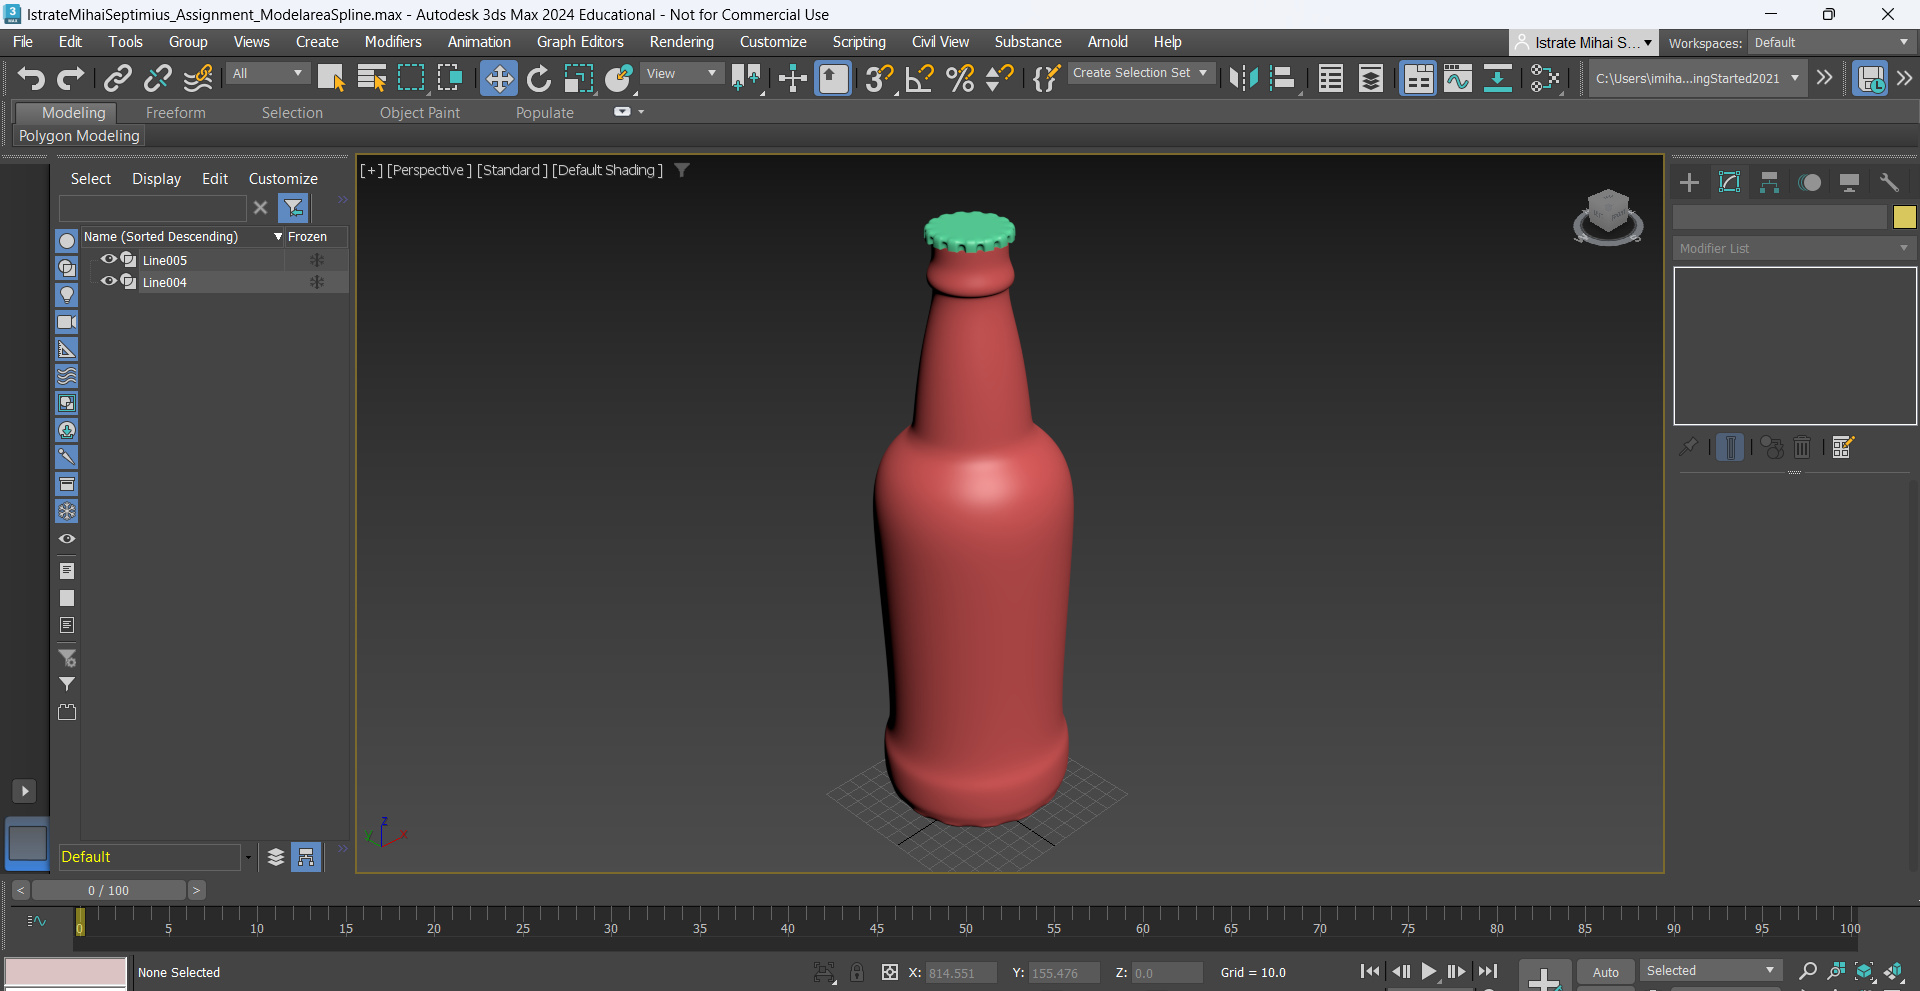 IstrateMihaiSeptimius_Assignment_ModelareaSpline.max - Autodesk 3ds Max 2024 Educational - Not for Commercial Use
File Edit Tools Group Views Create Modifiers Animation Graph Editors Rendering Customize Scripting Civil View Substance Arnold Help
Istrate Mihai S... Workspaces: Default
All View Create Selection Set C:\Users\imiha...ingStarted2021
Modeling Freeform Selection Object Paint Populate
Polygon Modeling
Select Display Edit Customize
Name (Sorted Descending) Frozen
Line005
Line004
[+] [Perspective ] [Standard ] [Default Shading ]
Modifier List
z
y x
Default
< 0 / 100 >
0 5 10 15 20 25 30 35 40 45 50 55 60 65 70 75 80 85 90 95 100
None Selected X: 814.551 Y: 155.476 Z: 0.0 Grid = 10.0 Auto Selected